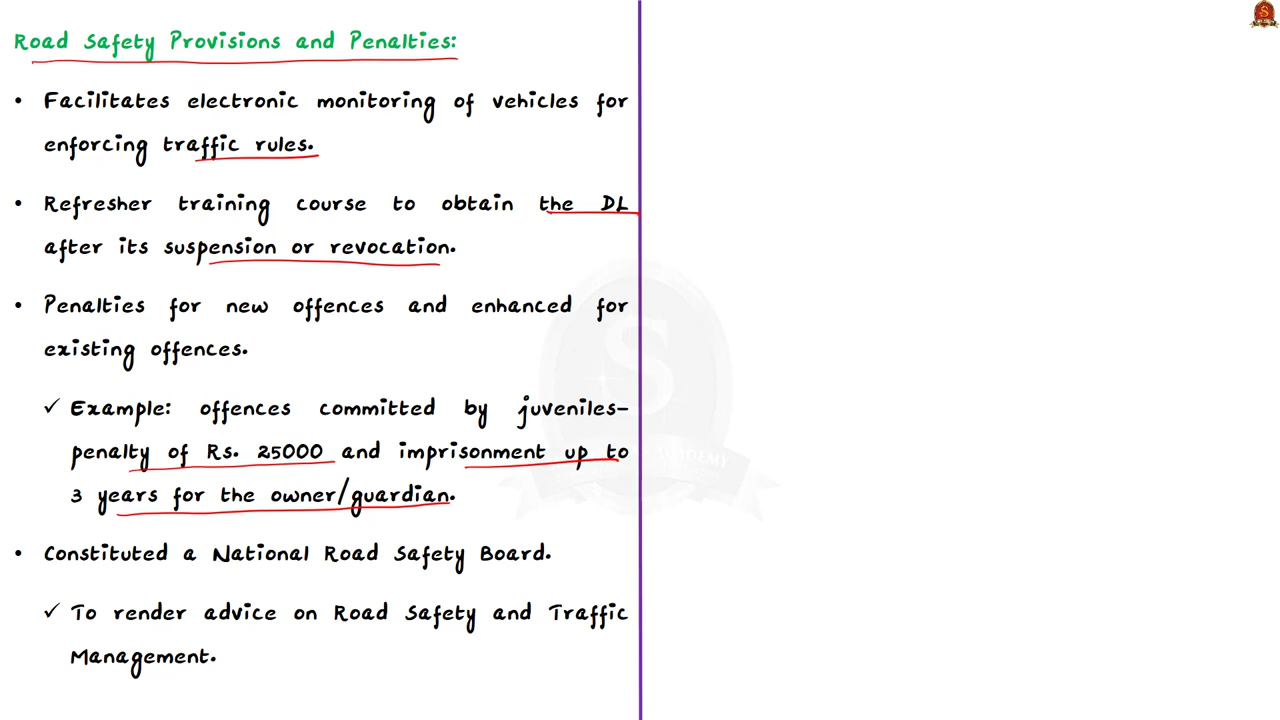 Road Safety Provisions and Penalties:
• Facilitates electronic monitoring of vehicles for
enforcing traffic rules.
• Refresher training course to obtain the DL
after its suspension or revocation.
• Penalties for new offences and enhanced for
existing offences.
✓ Example: offences committed by juveniles-
penalty of Rs. 25000 and imprisonment up to
3 years for the owner/guardian.
• Constituted a National Road Safety Board.
✓ To render advice on Road Safety and Traffic
Management.
S
ACADEMY